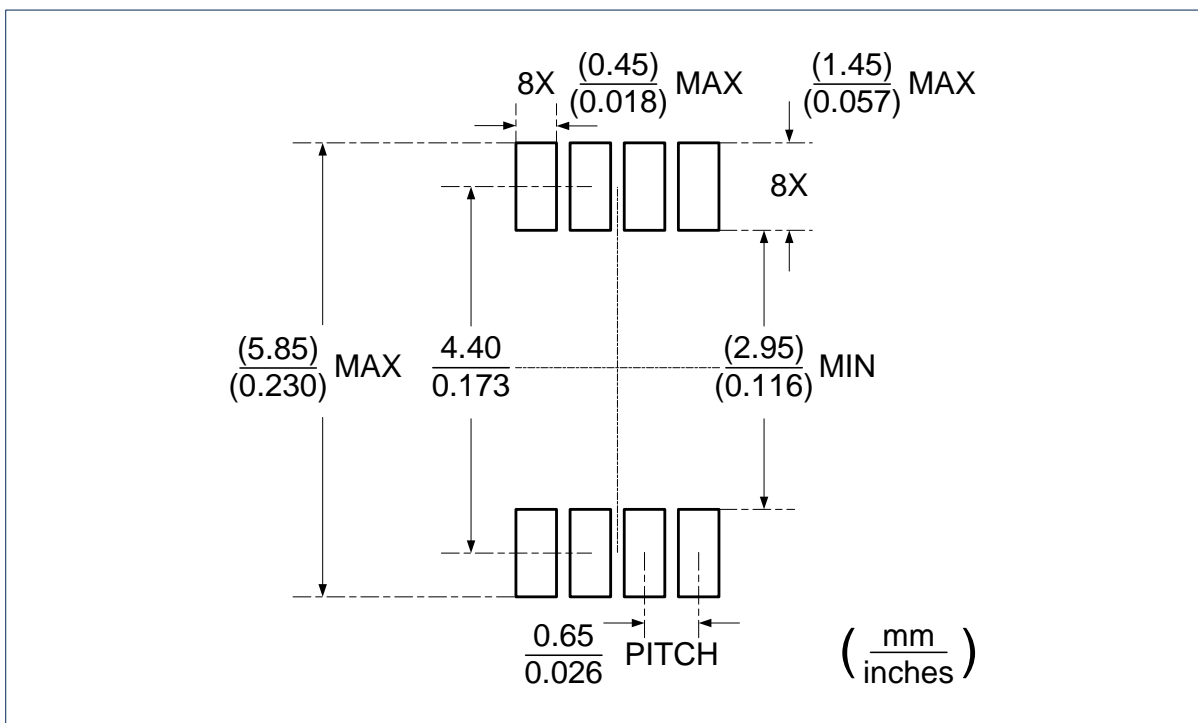 8X (0.45) MAX
(0.018)
(1.45) MAX
(0.057)
8X
(5.85) MAX
(0.230)
4.40
0.173
(2.95) MIN
(0.116)
0.65 PITCH
0.026
( mm )
inches